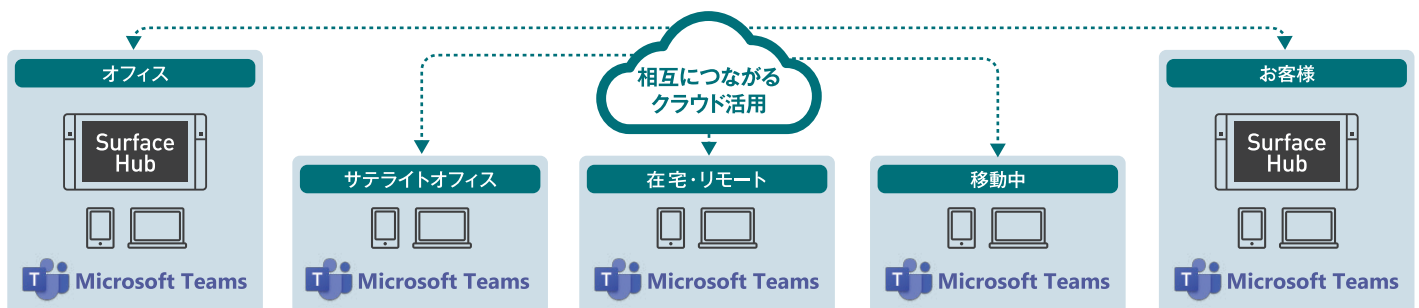 相互につながる
クラウド活用
オフィス
Surface
Hub
T Microsoft Teams
サテライトオフィス
T Microsoft Teams
在宅・リモート
T Microsoft Teams
移動中
T Microsoft Teams
お客様
Surface
Hub
T Microsoft Teams